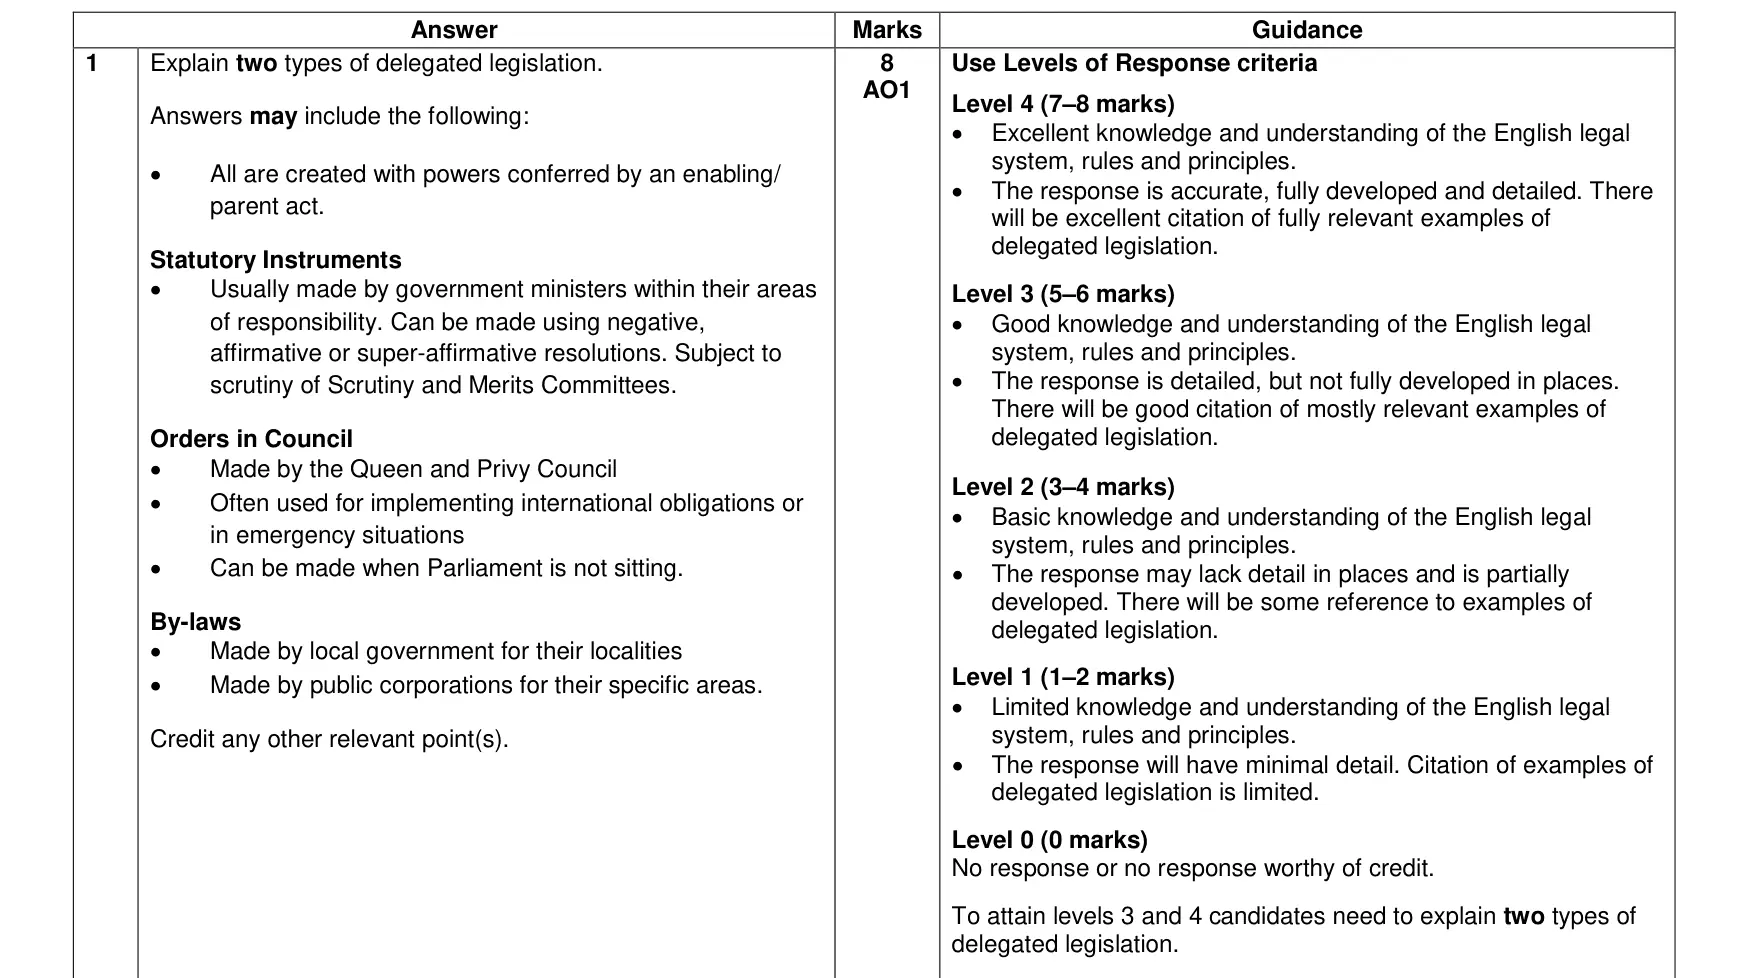 Answer Marks Guidance
1 Explain two types of delegated legislation.
Answers may include the following:
• All are created with powers conferred by an enabling/
parent act.
Statutory Instruments
• Usually made by government ministers within their areas
of responsibility. Can be made using negative,
affirmative or super-affirmative resolutions. Subject to
scrutiny of Scrutiny and Merits Committees.
Orders in Council
• Made by the Queen and Privy Council
• Often used for implementing international obligations or
in emergency situations
• Can be made when Parliament is not sitting.
By-laws
• Made by local government for their localities
• Made by public corporations for their specific areas.
Credit any other relevant point(s).
8
AO1
Use Levels of Response criteria
Level 4 (7–8 marks)
• Excellent knowledge and understanding of the English legal
system, rules and principles.
• The response is accurate, fully developed and detailed. There
will be excellent citation of fully relevant examples of
delegated legislation.
Level 3 (5–6 marks)
• Good knowledge and understanding of the English legal
system, rules and principles.
• The response is detailed, but not fully developed in places.
There will be good citation of mostly relevant examples of
delegated legislation.
Level 2 (3–4 marks)
• Basic knowledge and understanding of the English legal
system, rules and principles.
• The response may lack detail in places and is partially
developed. There will be some reference to examples of
delegated legislation.
Level 1 (1–2 marks)
• Limited knowledge and understanding of the English legal
system, rules and principles.
• The response will have minimal detail. Citation of examples of
delegated legislation is limited.
Level 0 (0 marks)
No response or no response worthy of credit.
To attain levels 3 and 4 candidates need to explain two types of
delegated legislation.